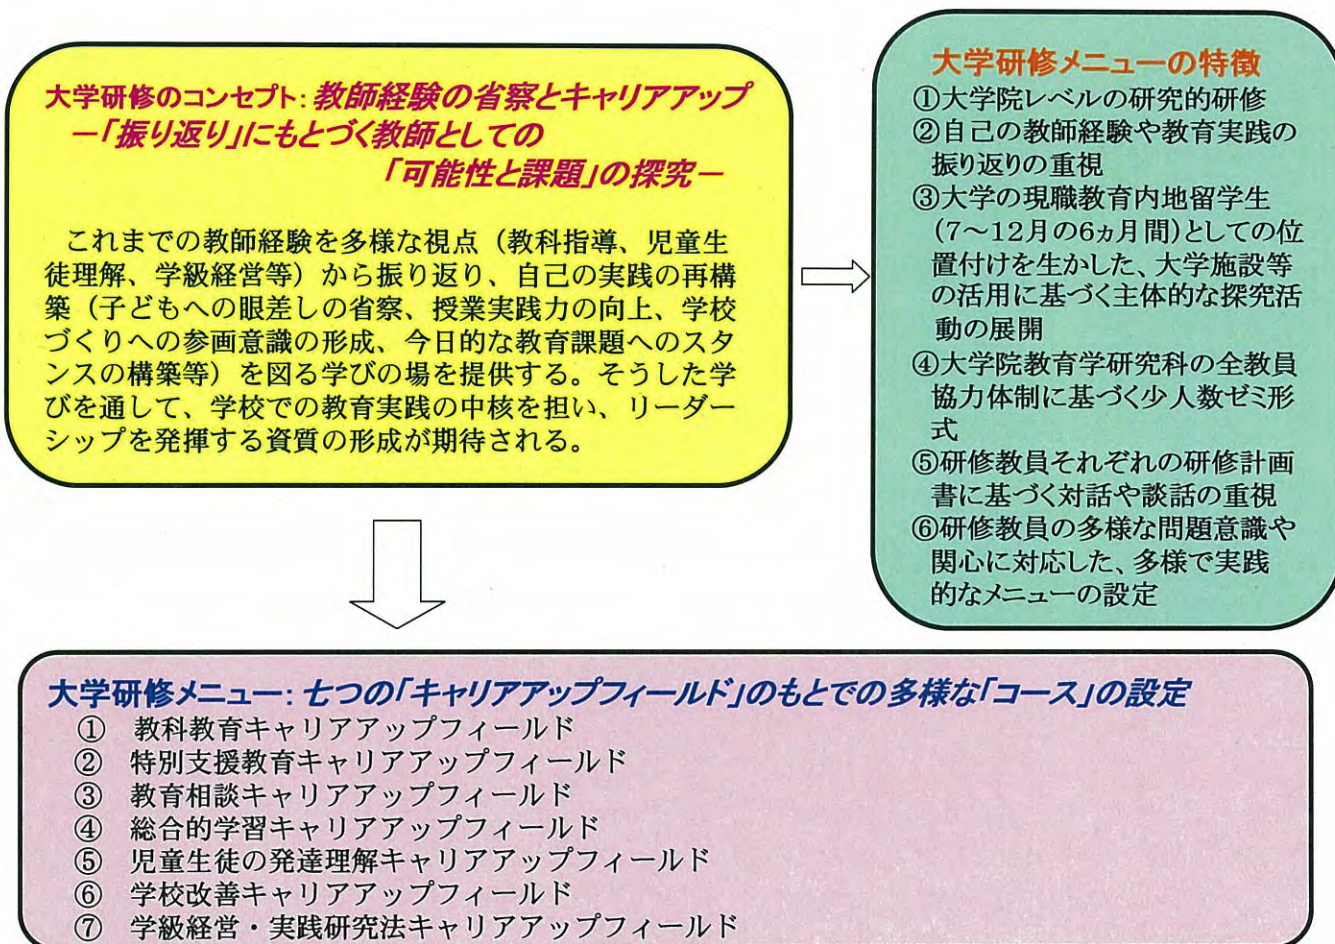 大学研修のコンセプト:教師経験の省察とキャリアアップ
－「振り返り」にもとづく教師としての
「可能性と課題」の探究－
これまでの教師経験を多様な視点（教科指導、児童生
徒理解、学級経営等）から振り返り、自己の実践の再構
築（子どもへの眼差しの省察、授業実践力の向上、学校
づくりへの参画意識の形成、今日的な教育課題へのスタ
ンスの構築等）を図る学びの場を提供する。そうした学
びを通して、学校での教育実践の中核を担い、リーダー
シップを発揮する資質の形成が期待される。
大学研修メニューの特徴
①大学院レベルの研究的研修
②自己の教師経験や教育実践の
振り返りの重視
③大学の現職教育内地留学生
(7～12月の6ヵ月間)としての位
置付けを生かした、大学施設等
の活用に基づく主体的な探究活
動の展開
④大学院教育学研究科の全教員
協力体制に基づく少人数ゼミ形
式
⑤研修教員それぞれの研修計画
書に基づく対話や談話の重視
⑥研修教員の多様な問題意識や
関心に対応した、多様で実践
的なメニューの設定
大学研修メニュー:七つの「キャリアアップフィールド」のもとでの多様な「コース」の設定
① 教科教育キャリアアップフィールド
② 特別支援教育キャリアアップフィールド
③ 教育相談キャリアアップフィールド
④ 総合的学習キャリアアップフィールド
⑤ 児童生徒の発達理解キャリアアップフィールド
⑥ 学校改善キャリアアップフィールド
⑦ 学級経営・実践研究法キャリアアップフィールド